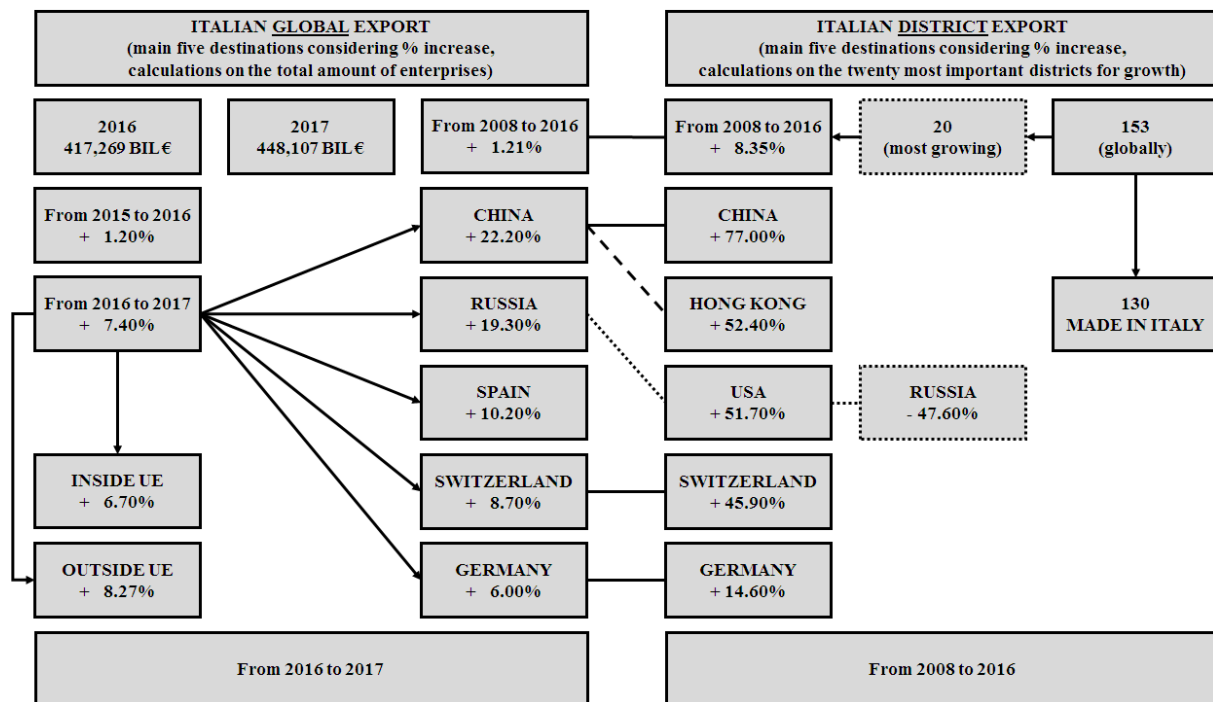 ITALIAN GLOBAL EXPORT
(main five destinations considering % increase,
calculations on the total amount of enterprises)
ITALIAN DISTRICT EXPORT
(main five destinations considering % increase,
calculations on the twenty most important districts for growth)
2016
417,269 BIL €
2017
448,107 BIL €
From 2008 to 2016
+ 1.21%
From 2008 to 2016
+ 8.35%
20
(most growing)
153
(globally)
From 2015 to 2016
+ 1.20%
CHINA
+ 22.20%
CHINA
+ 77.00%
From 2016 to 2017
+ 7.40%
RUSSIA
+ 19.30%
HONG KONG
+ 52.40%
130
MADE IN ITALY
SPAIN
+ 10.20%
USA
+ 51.70%
RUSSIA
- 47.60%
INSIDE UE
+ 6.70%
SWITZERLAND
+ 8.70%
SWITZERLAND
+ 45.90%
OUTSIDE UE
+ 8.27%
GERMANY
+ 6.00%
GERMANY
+ 14.60%
From 2016 to 2017
From 2008 to 2016